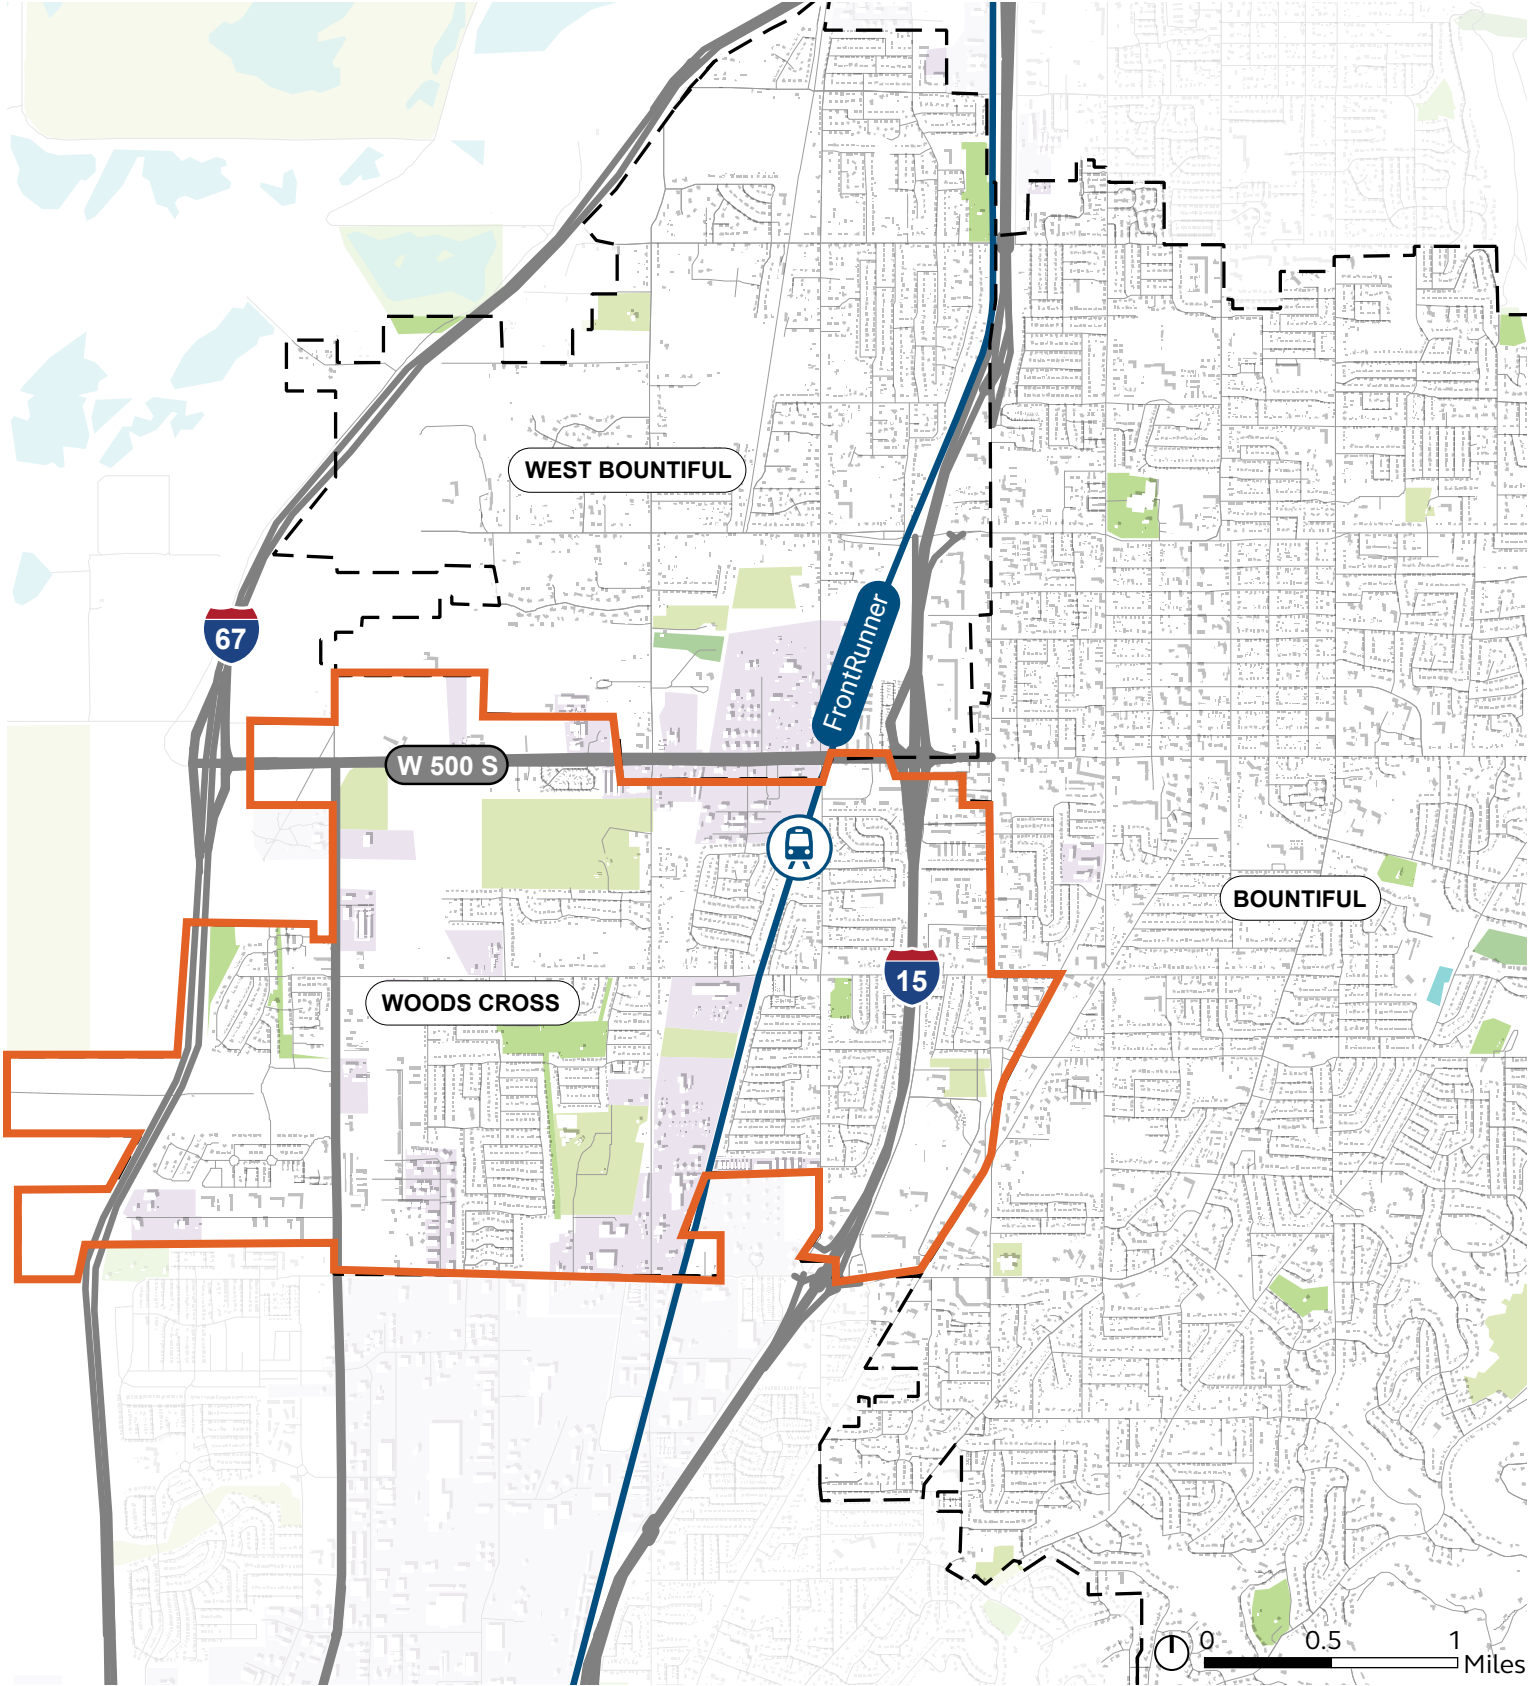 WEST BOUNTIFUL
FrontRunner
67
W 500 S
BOUNTIFUL
15
WOODS CROSS
0 0.5 1
Miles